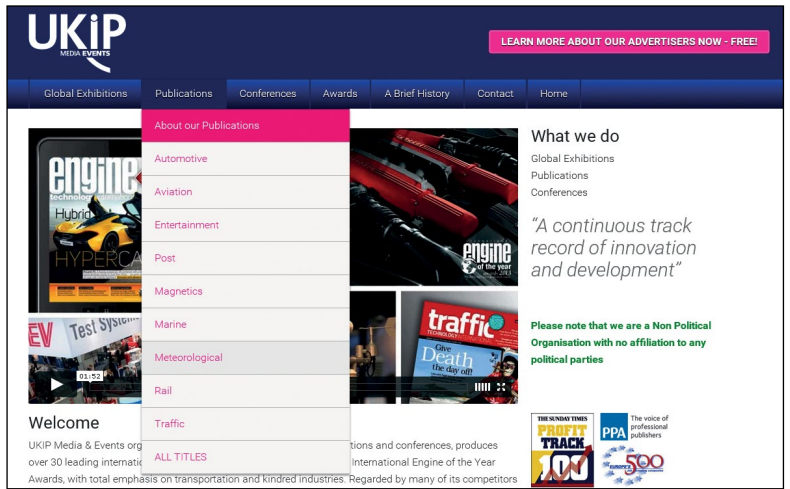 UKiP
MEDIA EVENTS
LEARN MORE ABOUT OUR ADVERTISERS NOW - FREE!
Global Exhibitions
Publications
Conferences
Awards
A Brief History
Contact
Home
About our Publications
Automotive
Aviation
Entertainment
Post
Magnetics
Marine
Meteorological
Rail
Traffic
ALL TITLES
engine
technology
Hybrid
HYPERCA
engine
of the year
awards 2013
EV
Test System
01:52
traffic
TECHNOLOGY
Give
Death
the day off!
What we do
Global Exhibitions
Publications
Conferences
“A continuous track
record of innovation
and development”
Please note that we are a Non Political
Organisation with no affiliation to any
political parties
THE SUNDAY TIMES
PROFIT
TRACK
100
PPA
The voice of
professional
publishers
EUROPE'S
500
Welcome
UKIP Media & Events org
tions and conferences, produces
over 30 leading internatio
International Engine of the Year
Awards, with total emphasis on transportation and kindred industries. Regarded by many of its competitors